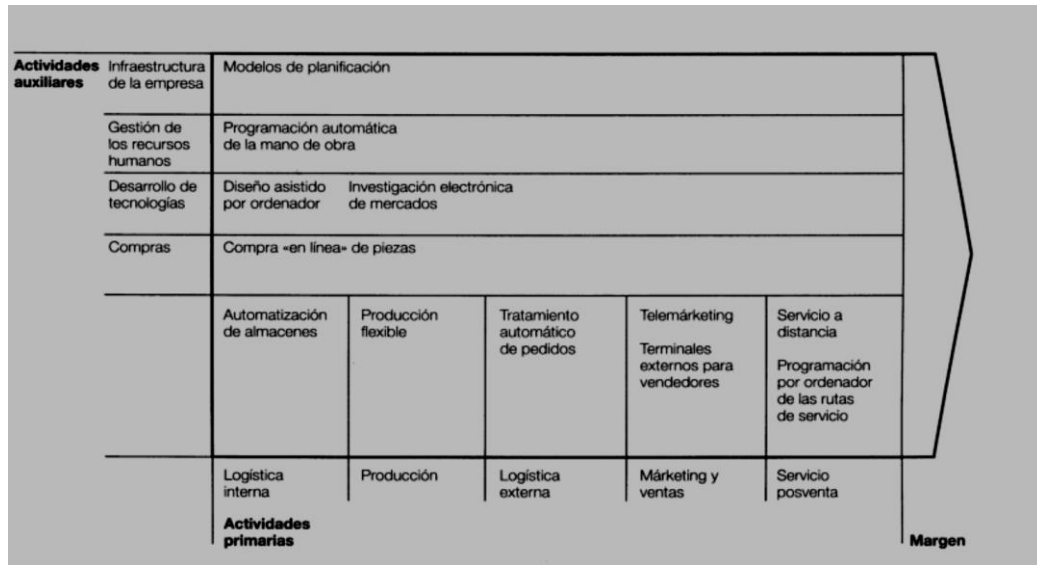 Actividades
auxiliares
Infraestructura
de la empresa
Modelos de planificación
Gestión de
los recursos
humanos
Programación automática
de la mano de obra
Desarrollo de
tecnologías
Diseño asistido
por ordenador
Investigación electrónica
de mercados
Compras
Compra «en línea» de piezas
Automatización
de almacenes
Producción
flexible
Tratamiento
automático
de pedidos
Telemárketing
Terminales
externos para
vendedores
Servicio a
distancia
Programación
por ordenador
de las rutas
de servicio
Logística
interna
Producción
Logística
externa
Márketing y
ventas
Servicio
posventa
Actividades
primarias
Margen